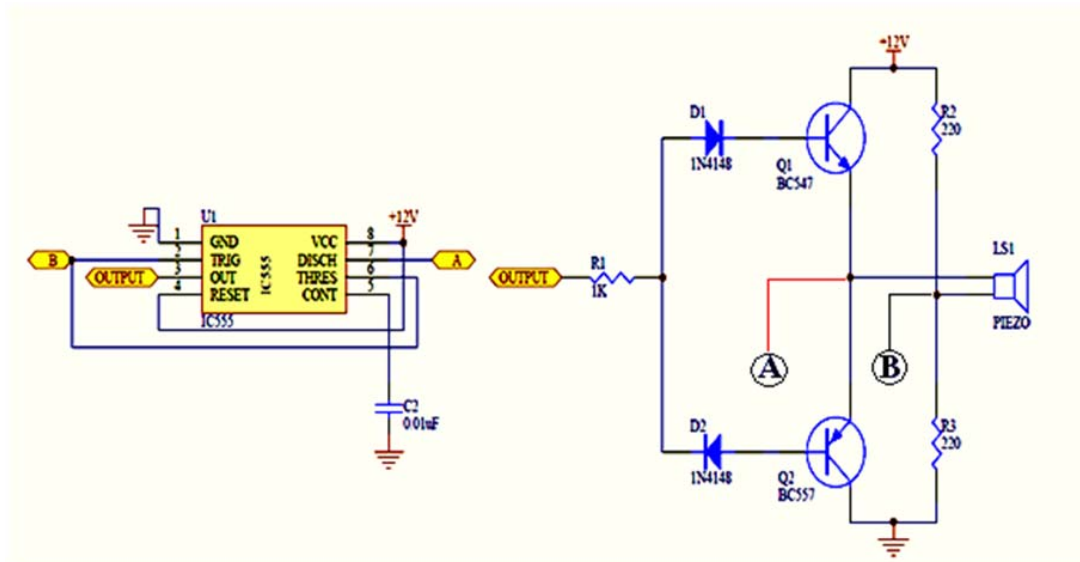 U1
IC555
1 GND
2 TRIG
3 OUT
4 RESET
VCC 8
DISCH 7
THRES 6
CONT 5
IC555
B
OUTPUT
+12V
A
C2
0.01uF
OUTPUT
R1
1K
D1
1N4148
Q1
BC547
+12V
R2
220
A
B
LS1
PIEZO
D2
1N4148
Q2
BC557
R3
220